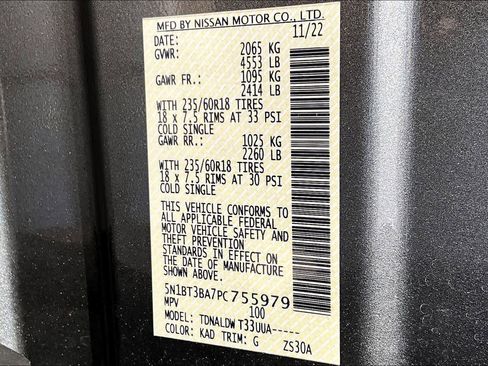 MFD BY NISSAN MOTOR CO., LTD.
DATE: 11/22
GVWR: 2065 KG
4553 LB
GAWR FR.: 1095 KG
2414 LB
WITH 235/60R18 TIRES
18 x 7.5 RIMS AT 33 PSI
COLD SINGLE
GAWR RR.: 1025 KG
2260 LB
WITH 235/60R18 TIRES
18 x 7.5 RIMS AT 30 PSI
COLD SINGLE
THIS VEHICLE CONFORMS TO
ALL APPLICABLE FEDERAL
MOTOR VEHICLE SAFETY AND
THEFT PREVENTION
STANDARDS IN EFFECT ON
THE DATE OF MANUFACTURE
SHOWN ABOVE.
5N1BT3BA7PC755979
MPV 100
MODEL: TDNALDW T33UUA-----
COLOR: KAD TRIM: G ZS30A